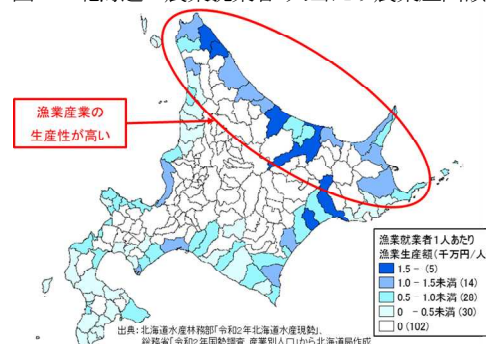 漁業産業の
生産性が高い
漁業就業者1人あたり
漁業生産額(千万円/人)
1.5 - (5)
1.0 - 1.5未満 (14)
0.5 - 1.0未満 (28)
0 - 0.5未満 (30)
0 (102)
出典：北海道水産林務部「令和2年北海道水産現勢」、
総務省「令和2年国勢調査 産業別人口」から北海道局作成